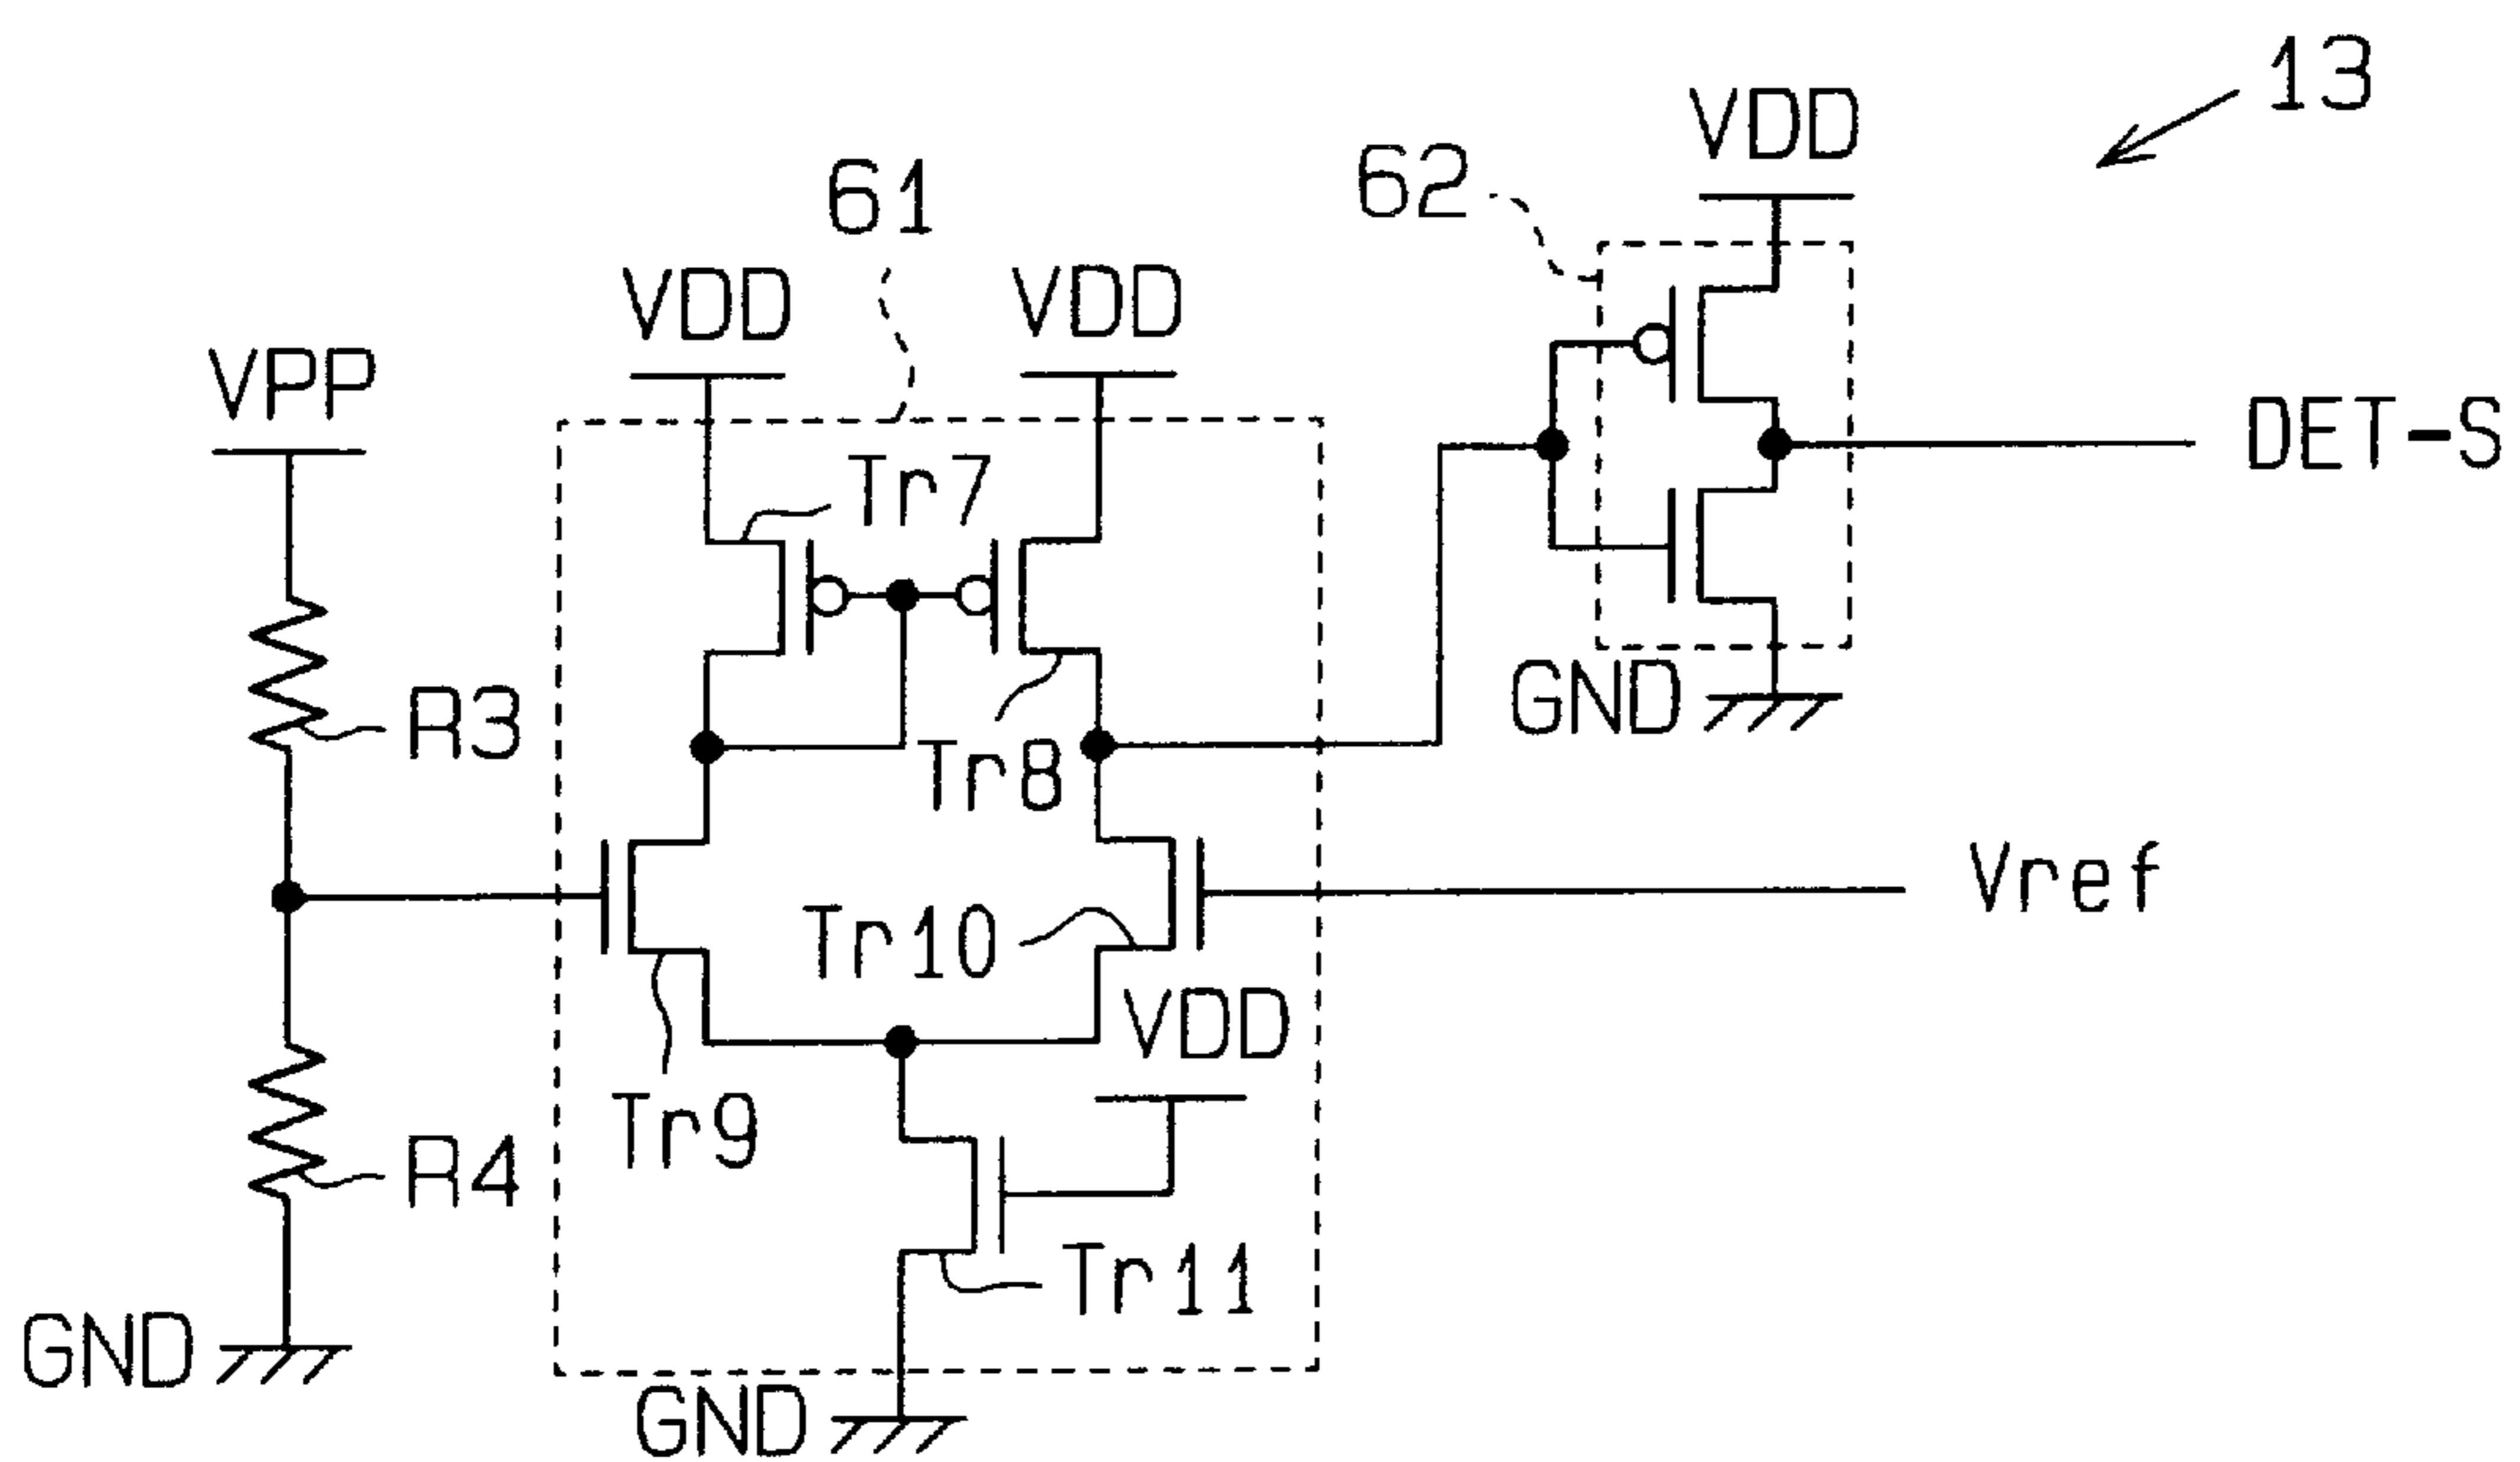 13
VDD
62
61
VDD
VDD
VPP
DET-S
Tr7
GND
R3
Tr8
Vref
Tr10
VDD
Tr9
R4
Tr11
GND
GND